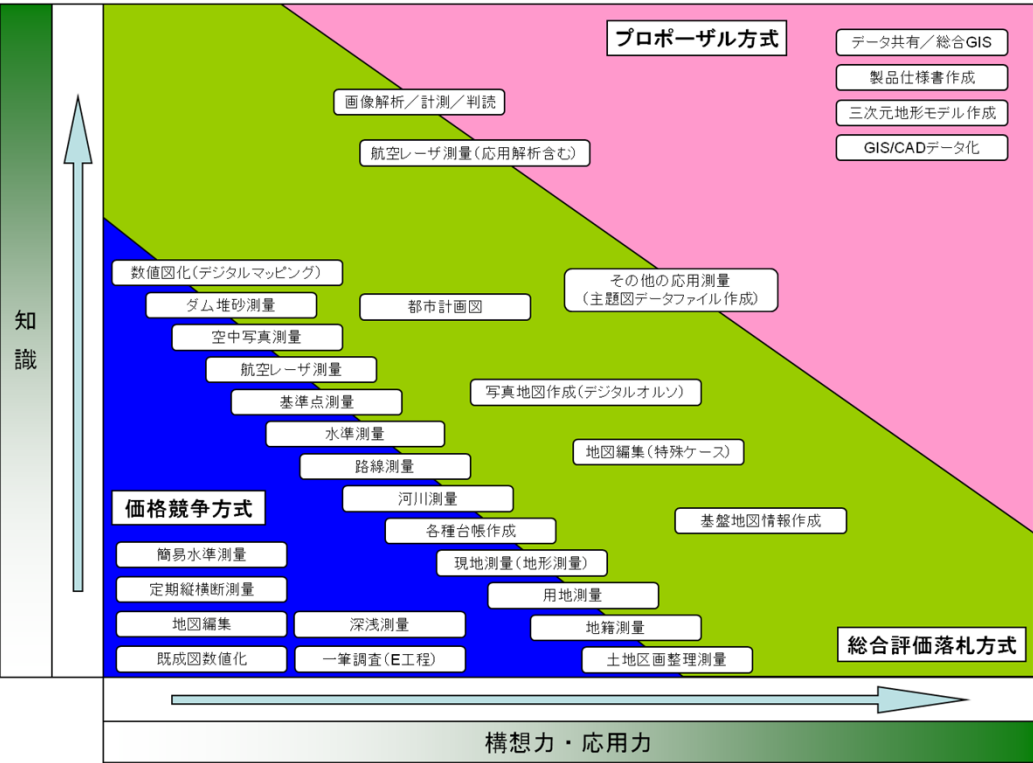 プロポーザル方式
データ共有／総合GIS
製品仕様書作成
三次元地形モデル作成
GIS/CADデータ化
画像解析／計測／判読
航空レーザ測量(応用解析含む)
数値図化(デジタルマッピング)
その他の応用測量
(主題図データファイル作成)
ダム堆砂測量
都市計画図
空中写真測量
航空レーザ測量
写真地図作成(デジタルオルソ)
基準点測量
水準測量
地図編集(特殊ケース)
路線測量
河川測量
価格競争方式
基盤地図情報作成
各種台帳作成
簡易水準測量
現地測量(地形測量)
定期縦横断測量
用地測量
地図編集
深浅測量
地籍測量
総合評価落札方式
既成図数値化
一筆調査(E工程)
土地区画整理測量
知識
構想力・応用力